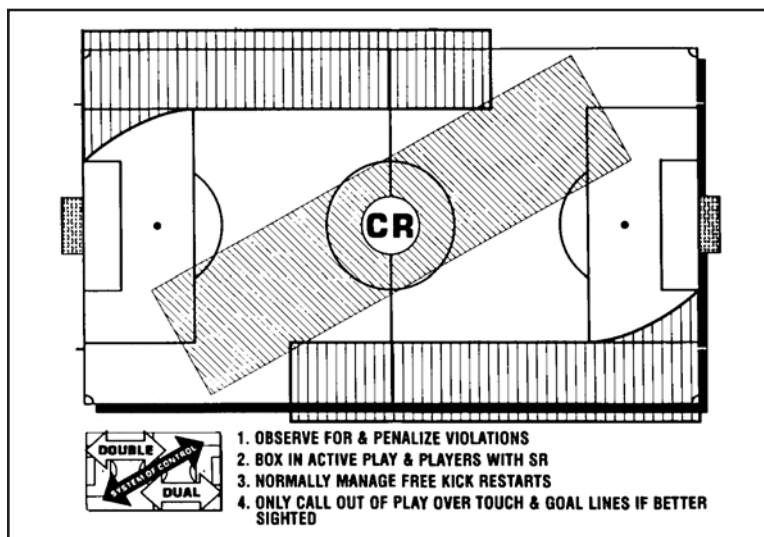 CR
DOUBLE
SYSTEM OF CONTROL
DUAL
1. OBSERVE FOR & PENALIZE VIOLATIONS
2. BOX IN ACTIVE PLAY & PLAYERS WITH SR
3. NORMALLY MANAGE FREE KICK RESTARTS
4. ONLY CALL OUT OF PLAY OVER TOUCH & GOAL LINES IF BETTER
SIGHTED